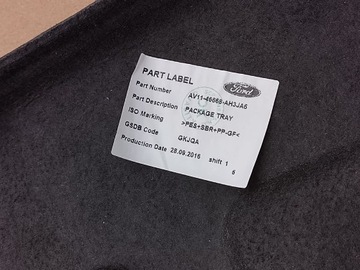 PART LABEL
Ford
Part Number AV11-46668-AH3JA6
Part Description PACKAGE TRAY
ISO Marking >PES+SBR+PP-GF<
GSDB Code GKJQA
Production Date 28.09.2016 shift 1
5